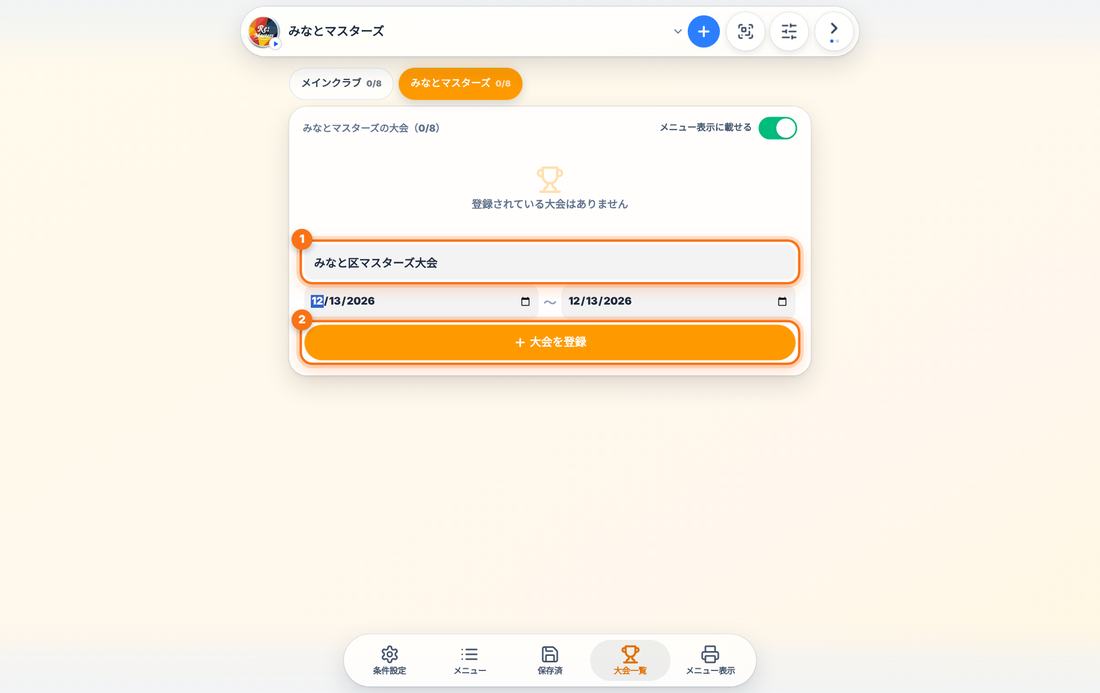 みなとマスターズ
メインクラブ 0/8
みなとマスターズ 0/8
みなとマスターズの大会（0/8）
メニュー表示に載せる
登録されている大会はありません
1
みなと区マスターズ大会
12/13/2026 〜 12/13/2026
2
＋ 大会を登録
条件設定
メニュー
保存済
大会一覧
メニュー表示